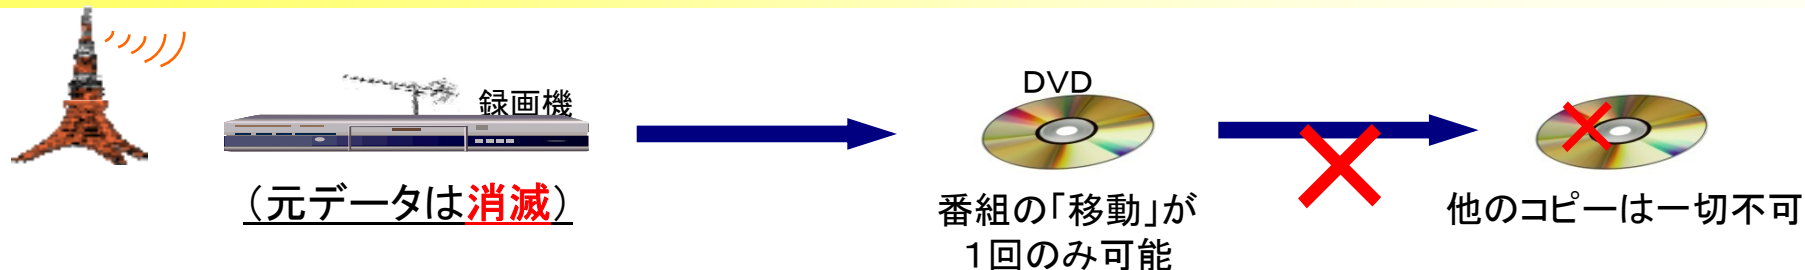 録画機
(元データは消滅)
DVD
番組の「移動」が
1回のみ可能
他のコピーは一切不可